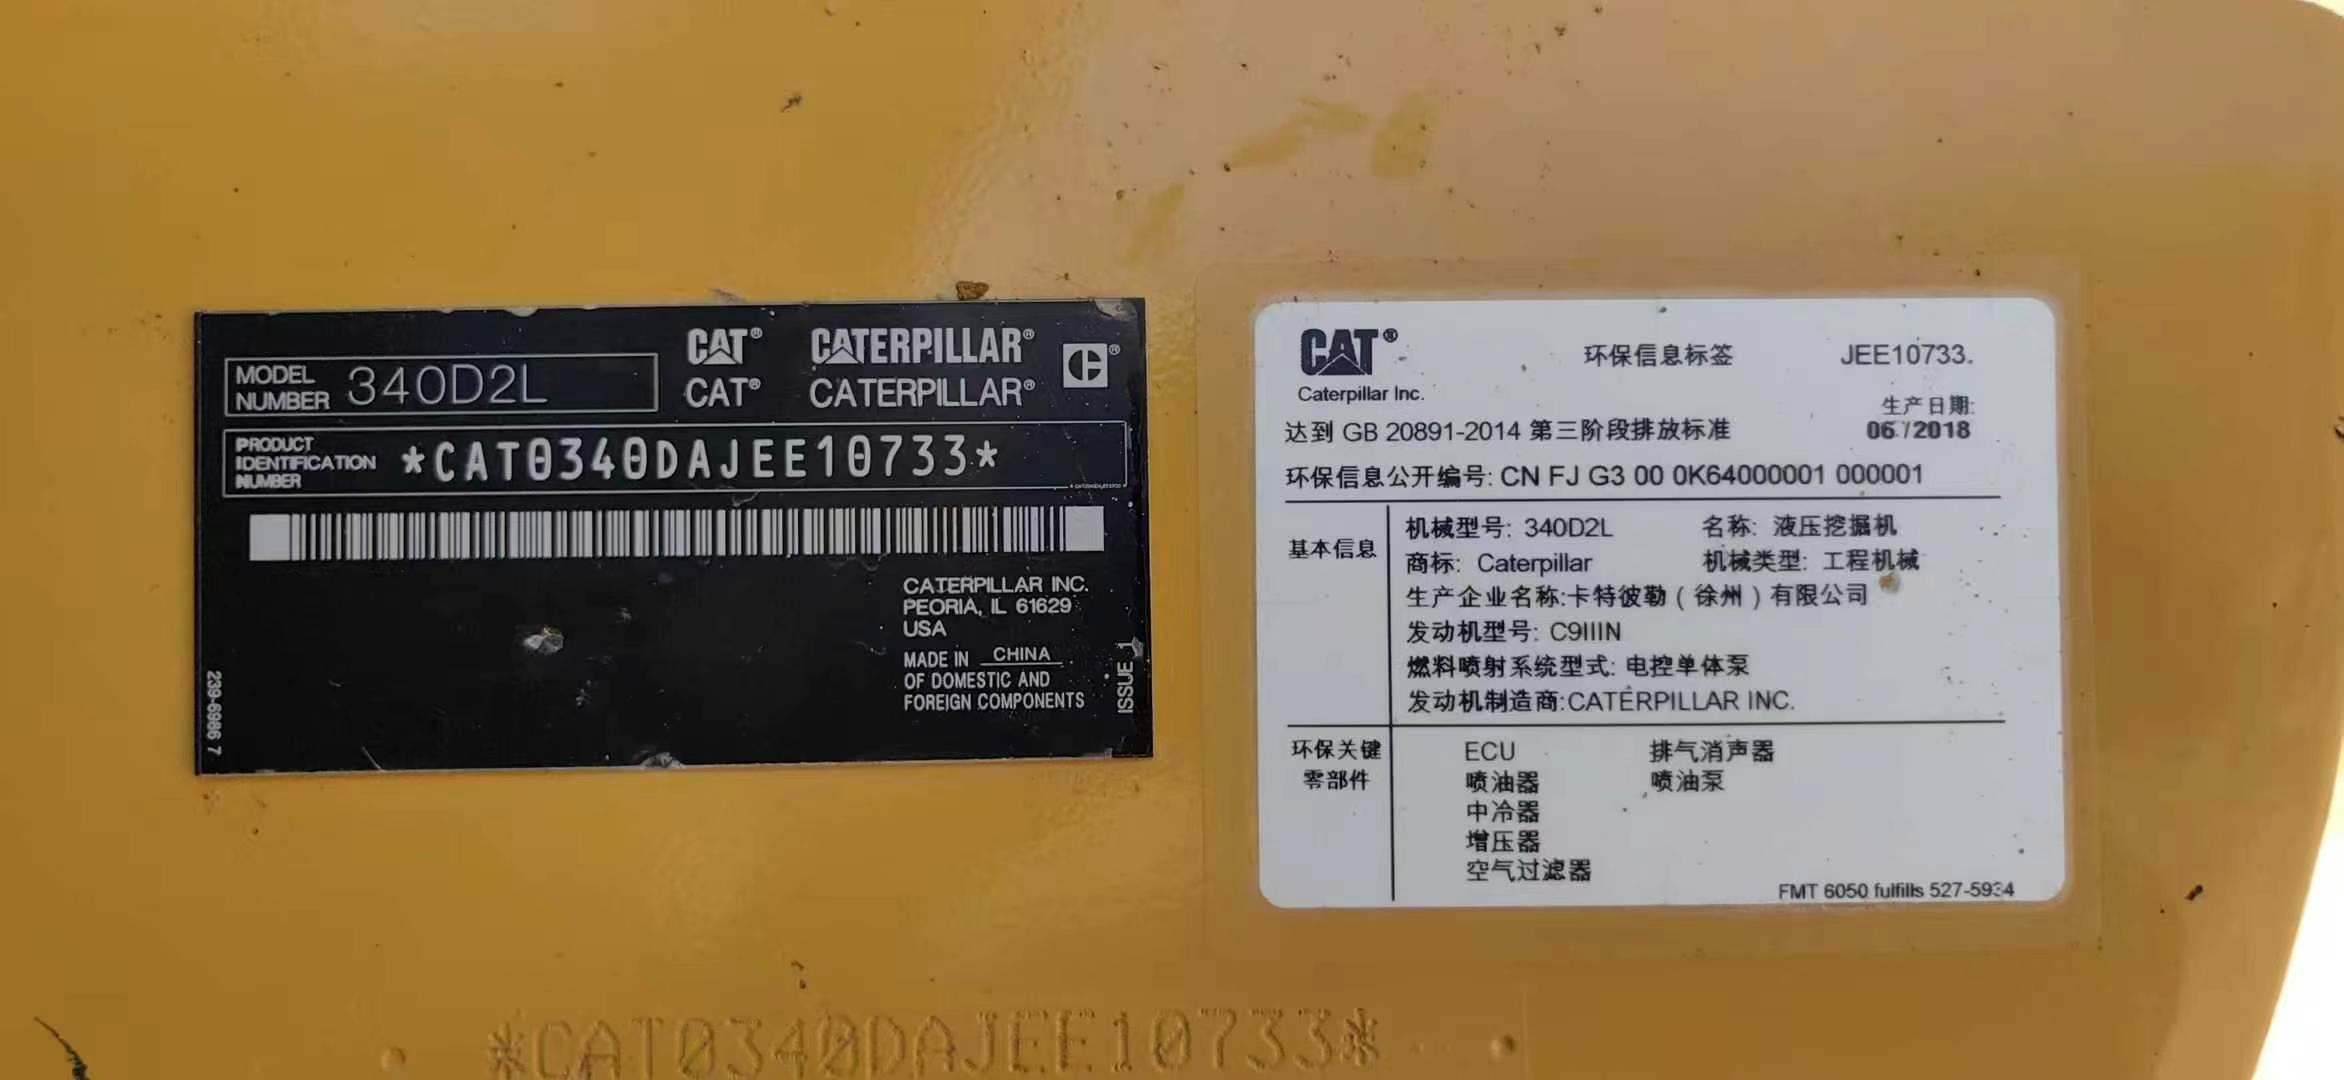 CAT® CATERPILLAR®
MODEL NUMBER 340D2L
CAT® CATERPILLAR®
PRODUCT IDENTIFICATION NUMBER *CAT0340DAJEE10733*
CATERPILLAR INC.
PEORIA, IL 61629
USA
MADE IN CHINA
OF DOMESTIC AND
FOREIGN COMPONENTS
239-6986 7
ISSUE 1
CAT®
Caterpillar Inc.
环保信息标签 JEE10733.
生产日期:
达到 GB 20891-2014 第三阶段排放标准 06/2018
环保信息公开编号: CN FJ G3 00 0K64000001 000001
基本信息
机械型号: 340D2L 名称: 液压挖掘机
商标: Caterpillar 机械类型: 工程机械
生产企业名称:卡特彼勒（徐州）有限公司
发动机型号: C9IIIN
燃料喷射系统型式: 电控单体泵
发动机制造商:CATERPILLAR INC.
环保关键
零部件
ECU 排气消声器
喷油器 喷油泵
中冷器
增压器
空气过滤器
FMT 6050 fulfills 527-5934
*CAT0340DAJEE10733*